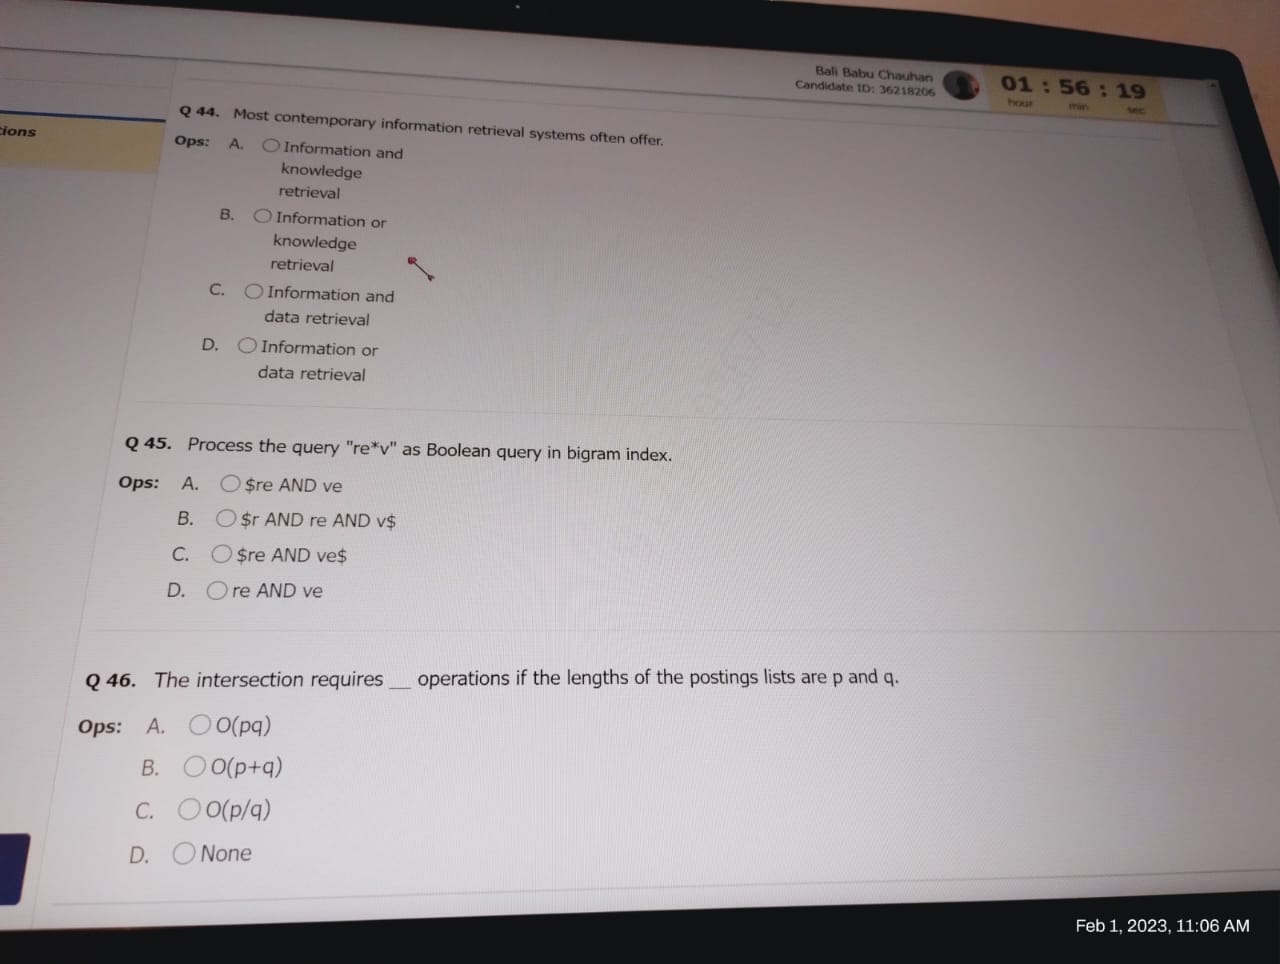 Bali Babu Chauhan
Candidate ID: 36218206
01 : 56 : 19
hour min sec
tions
Q 44. Most contemporary information retrieval systems often offer.
Ops: A. Information and
knowledge
retrieval
B. Information or
knowledge
retrieval
C. Information and
data retrieval
D. Information or
data retrieval
Q 45. Process the query "re*v" as Boolean query in bigram index.
Ops: A. $re AND ve
B. $r AND re AND v$
C. $re AND ve$
D. re AND ve
Q 46. The intersection requires __ operations if the lengths of the postings lists are p and q.
Ops: A. O(pq)
B. O(p+q)
C. O(p/q)
D. None
Feb 1, 2023, 11:06 AM